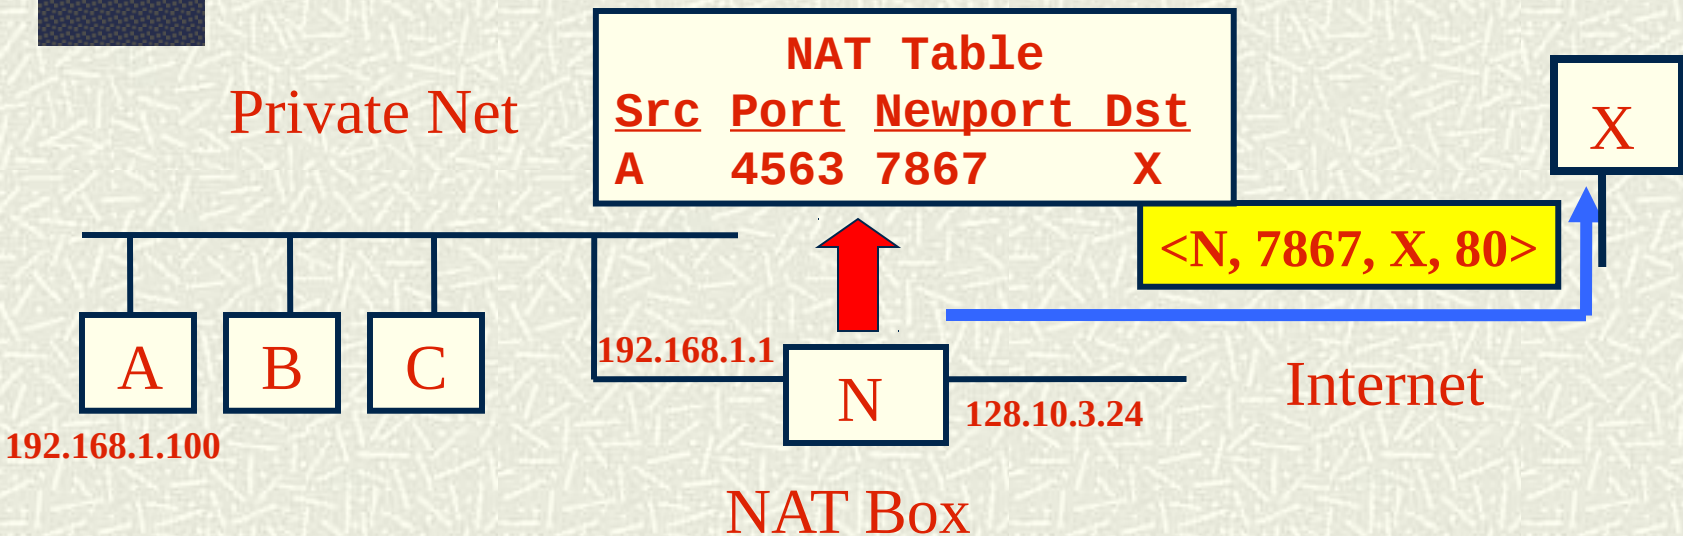 NAT Table
Src Port Newport Dst
A 4563 7867 X
Private Net
X
<N, 7867, X, 80>
A
B
C
192.168.1.1
N
Internet
128.10.3.24
192.168.1.100
NAT Box